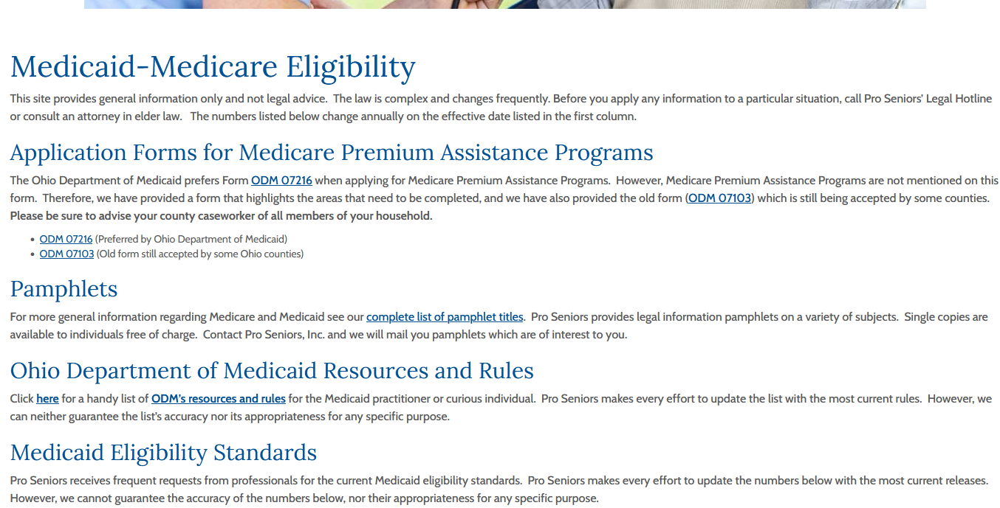 Medicaid-Medicare Eligibility
This site provides general information only and not legal advice.  The law is complex and changes frequently. Before you apply any information to a particular situation, call Pro Seniors’ Legal Hotline
or consult an attorney in elder law.   The numbers listed below change annually on the effective date listed in the first column.
Application Forms for Medicare Premium Assistance Programs
The Ohio Department of Medicaid prefers Form ODM 07216 when applying for Medicare Premium Assistance Programs.  However, Medicare Premium Assistance Programs are not mentioned on this
form.  Therefore, we have provided a form that highlights the areas that need to be completed, and we have also provided the old form (ODM 07103) which is still being accepted by some counties.
Please be sure to advise your county caseworker of all members of your household.
• ODM 07216 (Preferred by Ohio Department of Medicaid)
• ODM 07103 (Old form still accepted by some Ohio counties)
Pamphlets
For more general information regarding Medicare and Medicaid see our complete list of pamphlet titles.  Pro Seniors provides legal information pamphlets on a variety of subjects.  Single copies are
available to individuals free of charge.  Contact Pro Seniors, Inc. and we will mail you pamphlets which are of interest to you.
Ohio Department of Medicaid Resources and Rules
Click here for a handy list of ODM’s resources and rules for the Medicaid practitioner or curious individual.  Pro Seniors makes every effort to update the list with the most current rules.  However, we
can neither guarantee the list’s accuracy nor its appropriateness for any specific purpose.
Medicaid Eligibility Standards
Pro Seniors receives frequent requests from professionals for the current Medicaid eligibility standards.  Pro Seniors makes every effort to update the numbers below with the most current releases.
However, we cannot guarantee the accuracy of the numbers below, nor their appropriateness for any specific purpose.